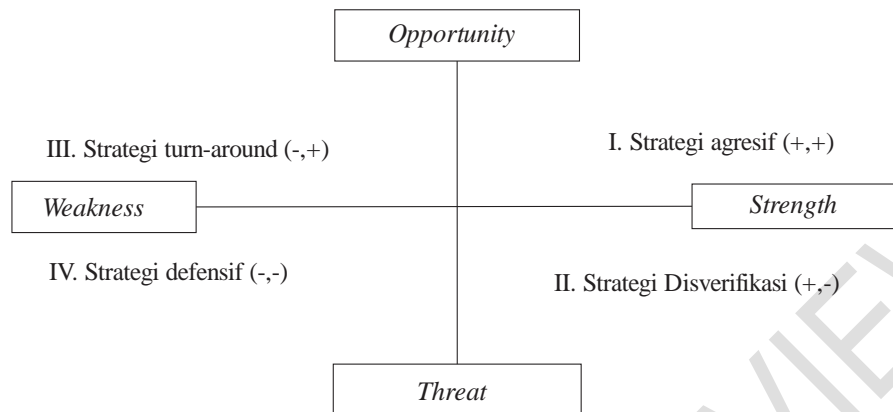 Opportunity
III. Strategi turn-around (-,+)
I. Strategi agresif (+,+)
Weakness
Strength
IV. Strategi defensif (-,-)
II. Strategi Disverifikasi (+,-)
Threat